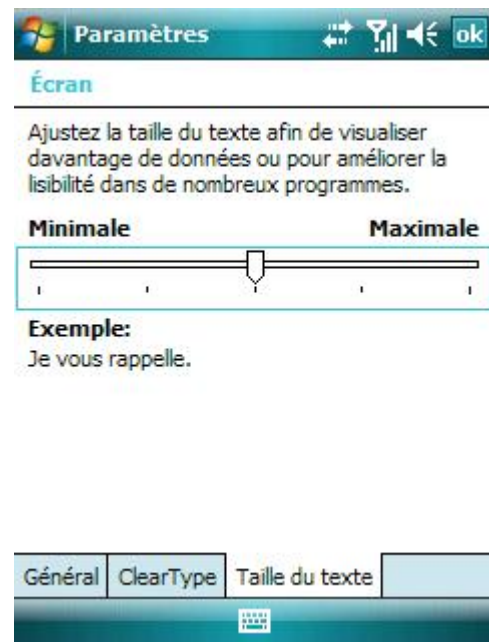 Paramètres
ok
Écran
Ajustez la taille du texte afin de visualiser
davantage de données ou pour améliorer la
lisibilité dans de nombreux programmes.
Minimale Maximale
Exemple:
Je vous rappelle.
Général ClearType Taille du texte